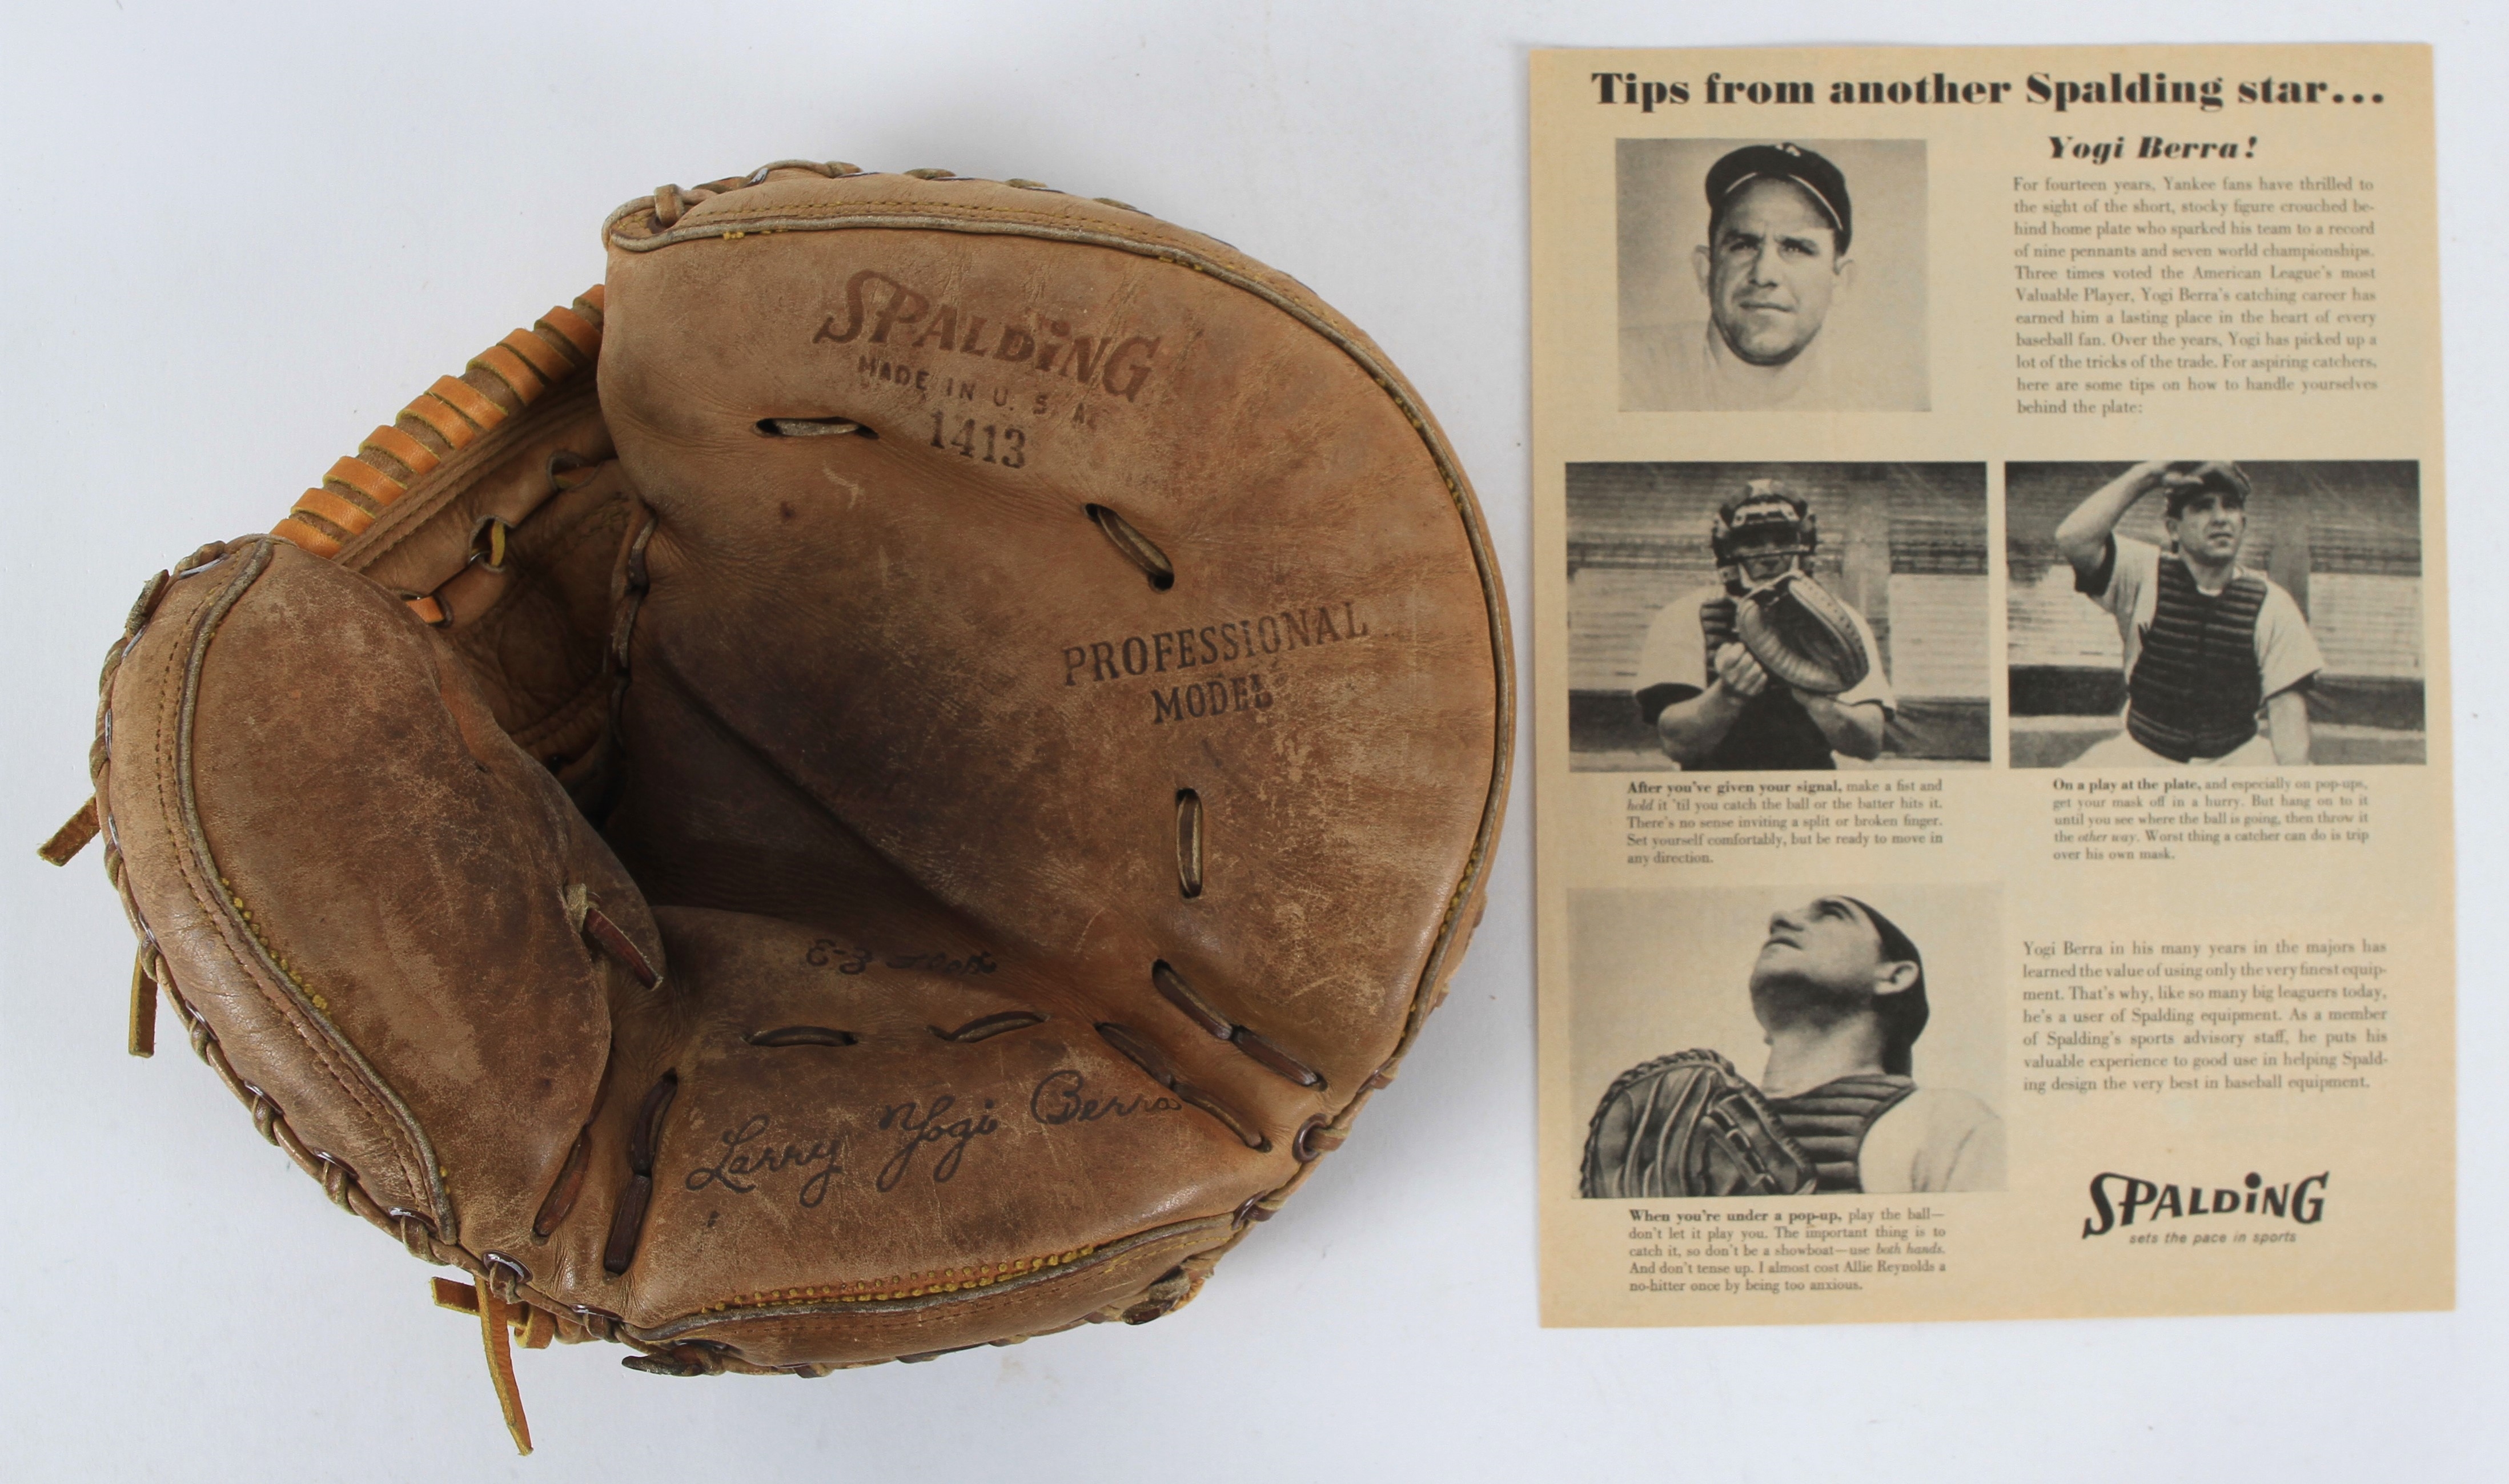 SPALDING
MADE IN U. S. A.
1413
PROFESSIONAL
MODEL
E-Z
Larry "Yogi Berra
Tips from another Spalding star...
Yogi Berra!
For fourteen years, Yankee fans have thrilled to
the sight of the short, stocky figure crouched be-
hind home plate who sparked his team to a record
of nine pennants and seven world championships.
Three times voted the American League's most
Valuable Player, Yogi Berra's catching career has
earned him a lasting place in the heart of every
baseball fan. Over the years, Yogi has picked up a
lot of the tricks of the trade. For aspiring catchers,
here are some tips on how to handle yourselves
behind the plate:
After you've given your signal, make a fist and
hold it 'til you catch the ball or the batter hits it.
There's no sense inviting a split or broken finger.
Set yourself comfortably, but be ready to move in
any direction.
On a play at the plate, and especially on pop-ups,
get your mask off in a hurry. But hang on to it
until you see where the ball is going, then throw it
the other way. Worst thing a catcher can do is trip
over his own mask.
When you're under a pop-up, play the ball—
don't let it play you. The important thing is to
catch it, so don't be a showboat—use both hands.
And don't tense up. I almost cost Allie Reynolds a
no-hitter once by being too anxious.
Yogi Berra in his many years in the majors has
learned the value of using only the very finest equip-
ment. That's why, like so many big leaguers today,
he's a user of Spalding equipment. As a member
of Spalding's sports advisory staff, he puts his
valuable experience to good use in helping Spald-
ing design the very best in baseball equipment.
SPALDING
sets the pace in sports